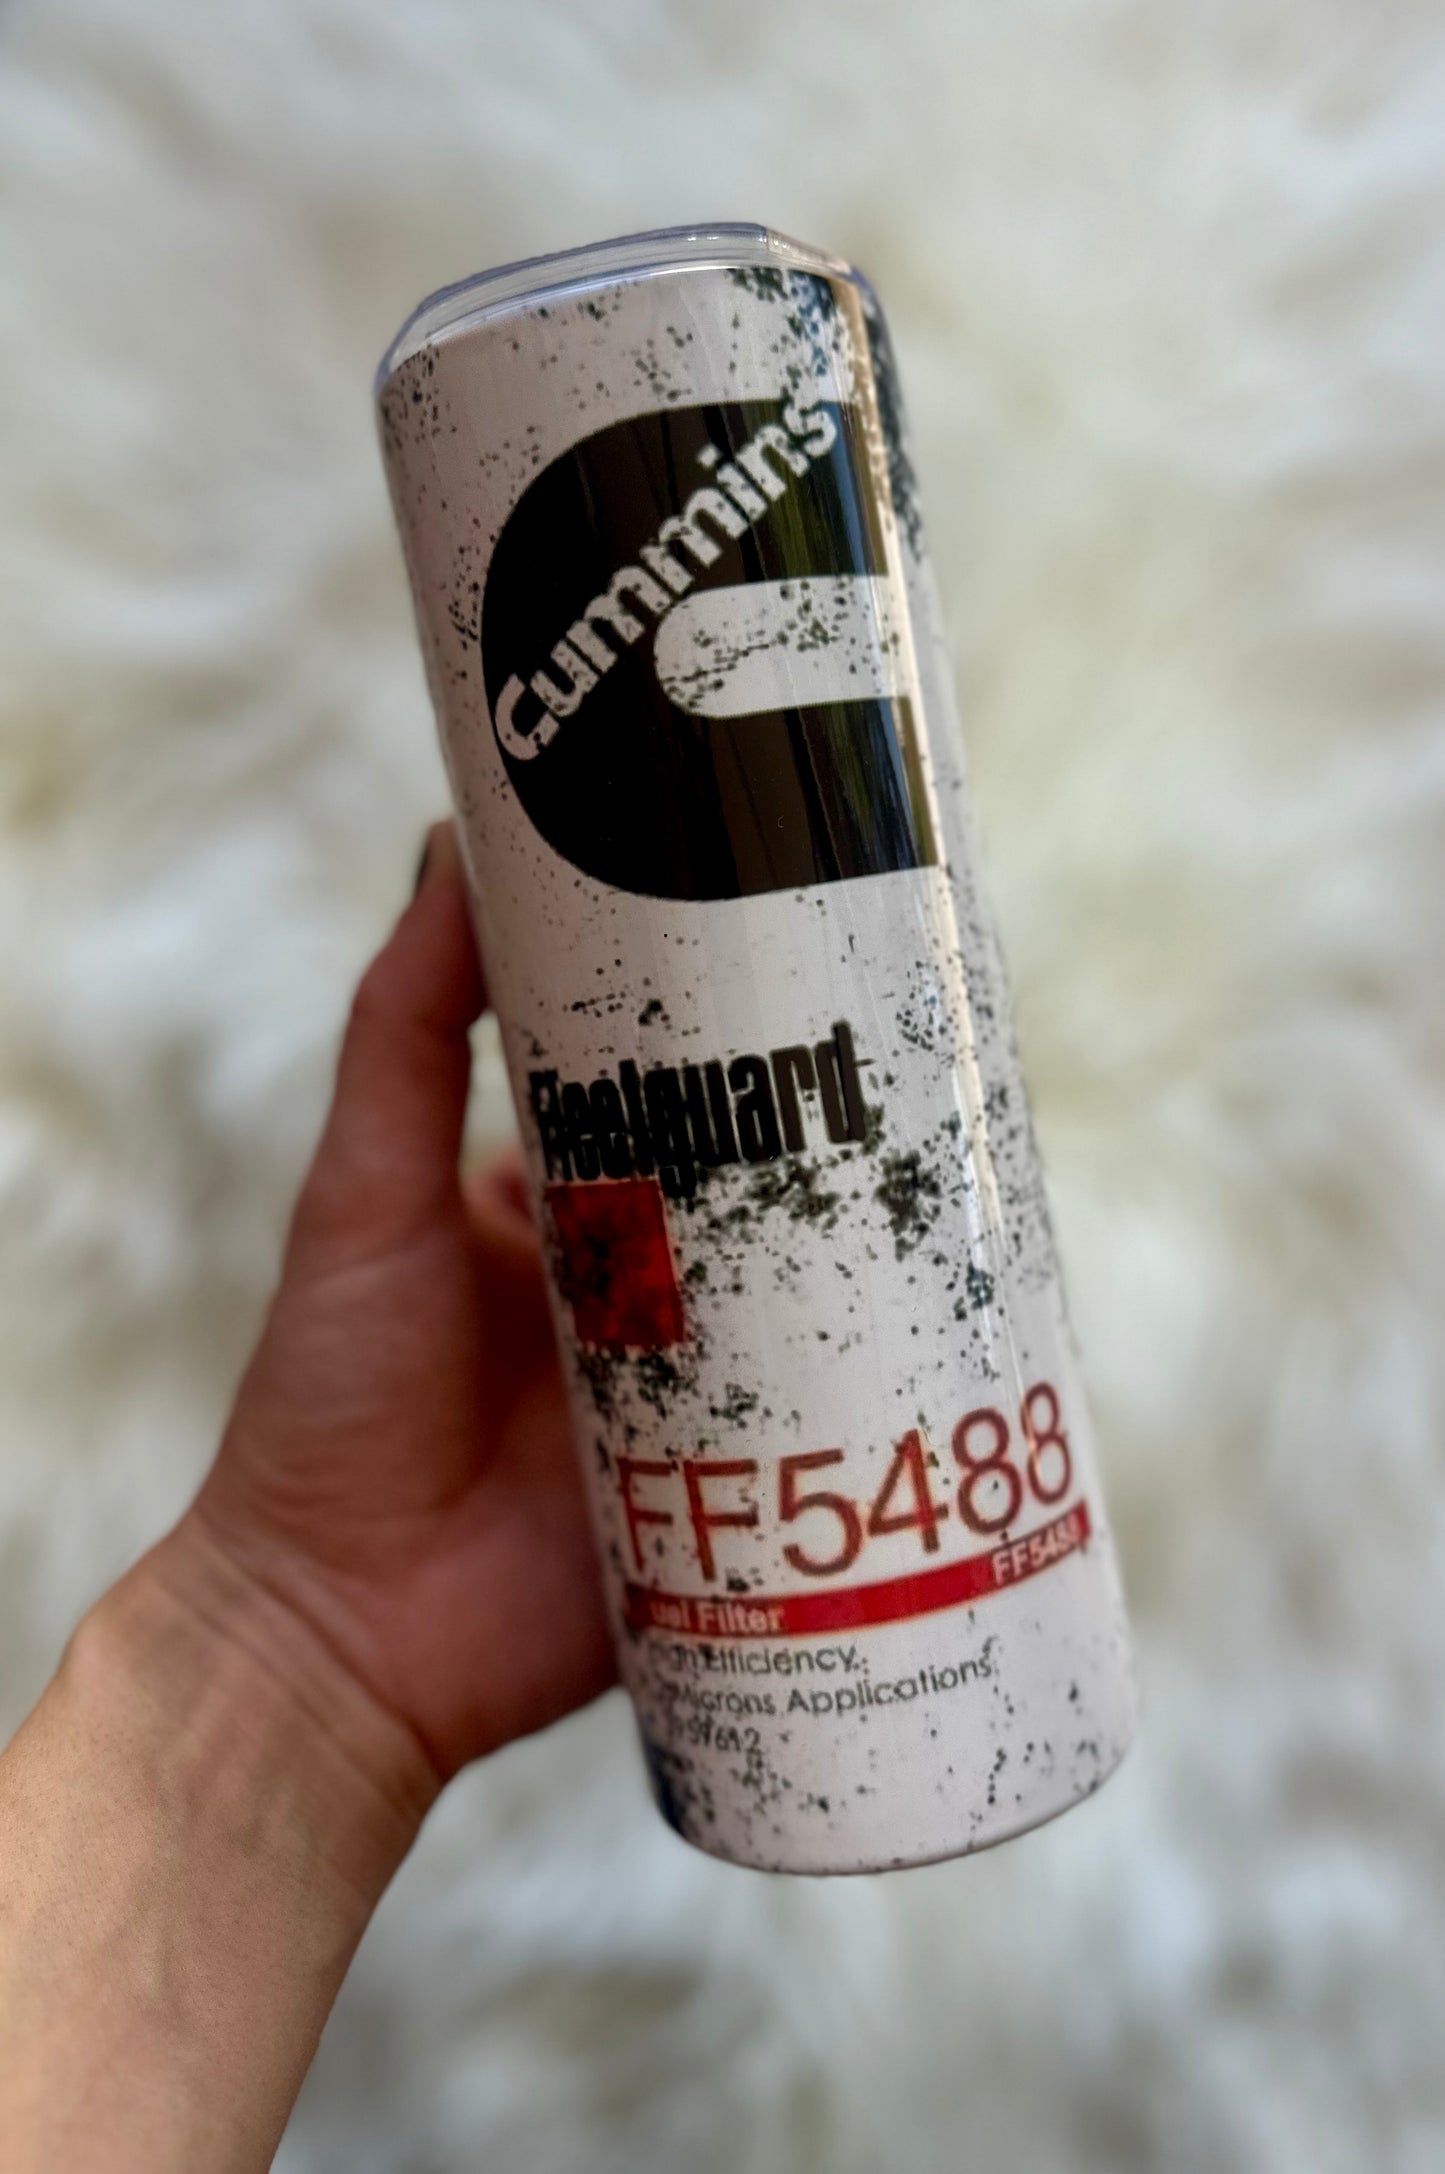 Cummins
Fleetguard
FF5488
FF5488
uel Filter
Efficiency,
Microns Applications